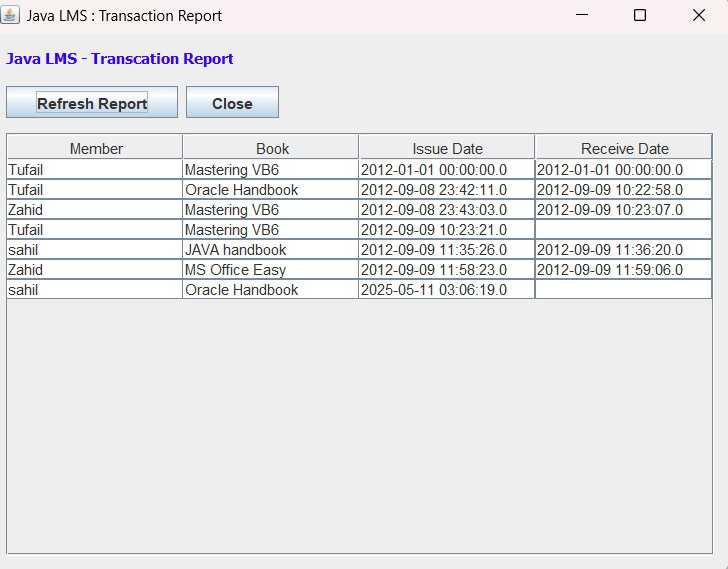 Java LMS : Transaction Report
Java LMS - Transcation Report
Refresh Report Close
Member Book Issue Date Receive Date
Tufail Mastering VB6 2012-01-01 00:00:00.0 2012-01-01 00:00:00.0
Tufail Oracle Handbook 2012-09-08 23:42:11.0 2012-09-09 10:22:58.0
Zahid Mastering VB6 2012-09-08 23:43:03.0 2012-09-09 10:23:07.0
Tufail Mastering VB6 2012-09-09 10:23:21.0
sahil JAVA handbook 2012-09-09 11:35:26.0 2012-09-09 11:36:20.0
Zahid MS Office Easy 2012-09-09 11:58:23.0 2012-09-09 11:59:06.0
sahil Oracle Handbook 2025-05-11 03:06:19.0